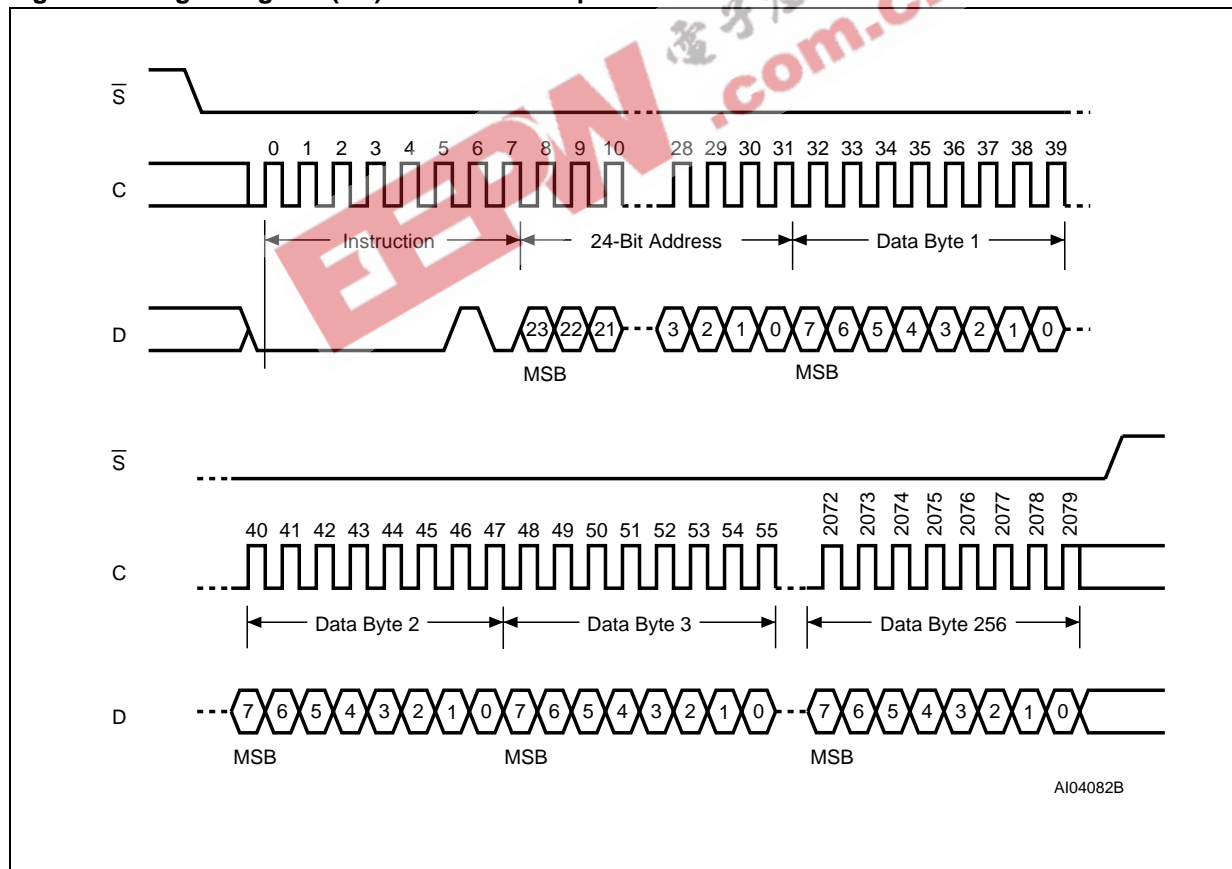 S
0 1 2 3 4 5 6 7 8 9 10 28 29 30 31 32 33 34 35 36 37 38 39
C
Instruction 24-Bit Address Data Byte 1
D
23 22 21 3 2 1 0 7 6 5 4 3 2 1 0
MSB MSB
S
40 41 42 43 44 45 46 47 48 49 50 51 52 53 54 55 2072 2073 2074 2075 2076 2077 2078 2079
C
Data Byte 2 Data Byte 3 Data Byte 256
D
7 6 5 4 3 2 1 0 7 6 5 4 3 2 1 0 7 6 5 4 3 2 1 0
MSB MSB MSB
AI04082B
EEPW